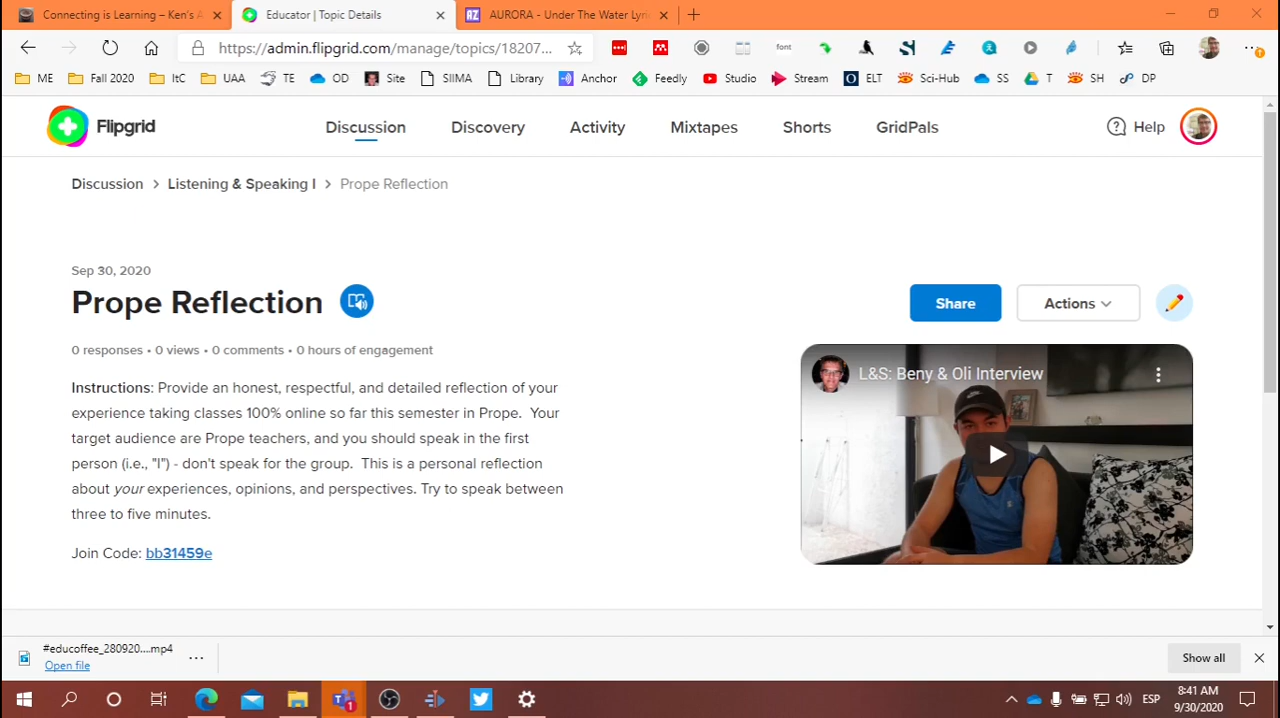 Connecting is Learning – Ken's A
Educator | Topic Details
AURORA - Under The Water Lyric
https://admin.flipgrid.com/manage/topics/18207...
font
ME Fall 2020 ItC UAA TE OD Site SIIMA Library Anchor Feedly Studio Stream ELT Sci-Hub SS T SH DP
Flipgrid
Discussion Discovery Activity Mixtapes Shorts GridPals
Help
Discussion > Listening & Speaking I > Prope Reflection
Sep 30, 2020
Prope Reflection
Share
Actions
0 responses • 0 views • 0 comments • 0 hours of engagement
L&S: Beny & Oli Interview
Instructions: Provide an honest, respectful, and detailed reflection of your
experience taking classes 100% online so far this semester in Prope. Your
target audience are Prope teachers, and you should speak in the first
person (i.e., "I") - don't speak for the group. This is a personal reflection
about your experiences, opinions, and perspectives. Try to speak between
three to five minutes.
Join Code: bb31459e
#educoffee_280920....mp4
Open file
Show all
ESP
8:41 AM
9/30/2020